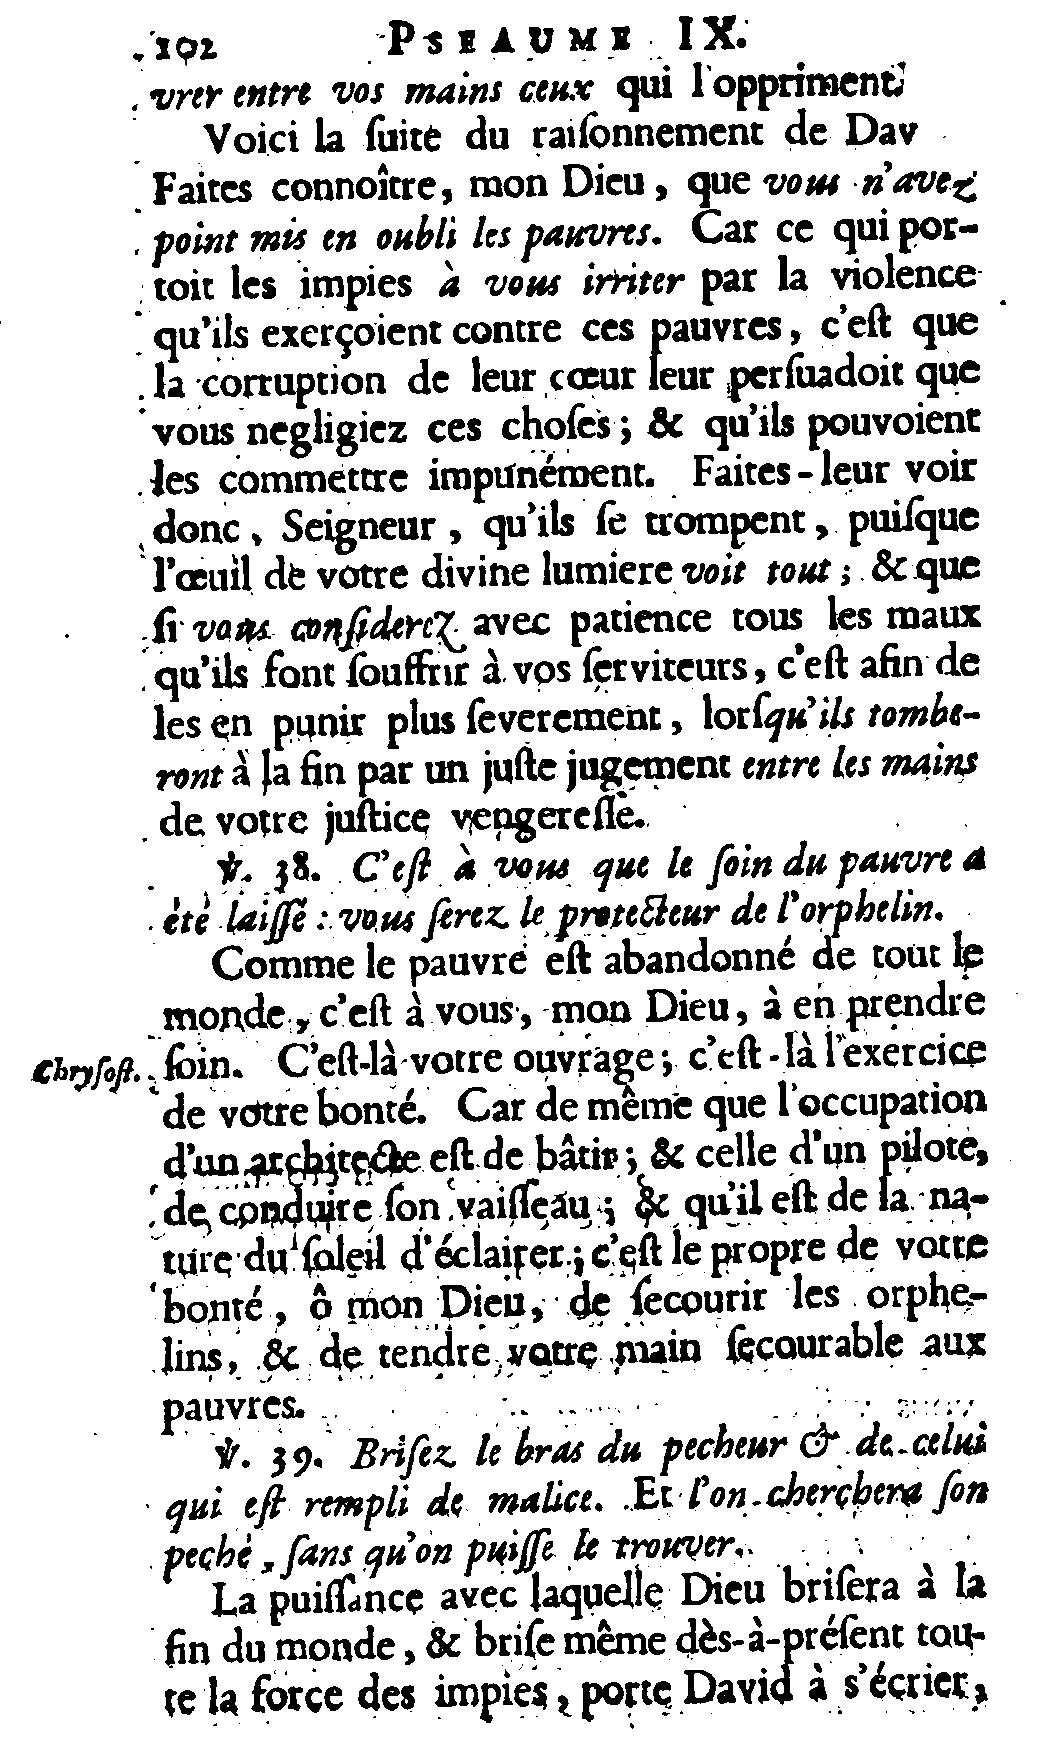 102 PSEAUME IX.
vrer entre vos mains ceux qui l'oppriment.
Voici la ſuite du raiſonnement de Dav
Faites connoître, mon Dieu, que vous n'avez
point mis en oubli les pauvres. Car ce qui por-
toit les impies à vous irriter par la violence
qu'ils exerçoient contre ces pauvres, c'eſt que
la corruption de leur cœur leur perſuadoit que
vous negligiez ces choſes; & qu'ils pouvoient
les commettre impunément. Faites-leur voir
donc, Seigneur, qu'ils ſe trompent, puiſque
l'œuil de votre divine lumiere voit tout; & que
ſi vous conſiderez avec patience tous les maux
qu'ils font ſouffrir à vos ſerviteurs, c'eſt afin de
les en punir plus ſeverement, lorſqu'ils tombe-
ront à la fin par un juſte jugement entre les mains
de votre juſtice vengereſſe.
℣. 38. C'eſt à vous que le ſoin du pauvre a
été laiſſé : vous ſerez le protecteur de l'orphelin.
Comme le pauvre eſt abandonné de tout le
monde, c'eſt à vous, mon Dieu, à en prendre
Chryſoſt. ſoin. C'eſt-là votre ouvrage; c'eſt-là l'exercice
de votre bonté. Car de même que l'occupation
d'un architecte eſt de bâtir; & celle d'un pilote,
de conduire ſon vaiſſeau; & qu'il eſt de la na-
ture du ſoleil d'éclairer; c'eſt le propre de votre
bonté, ô mon Dieu, de ſecourir les orphe-
lins, & de tendre votre main ſecourable aux
pauvres.
℣. 39. Briſez le bras du pecheur & de celui
qui eſt rempli de malice. Et l'on cherchera ſon
peché, ſans qu'on puiſſe le trouver.
La puiſſance avec laquelle Dieu briſera à la
fin du monde, & briſe même dès-à-préſent tou-
te la force des impies, porte David à s'écrier,